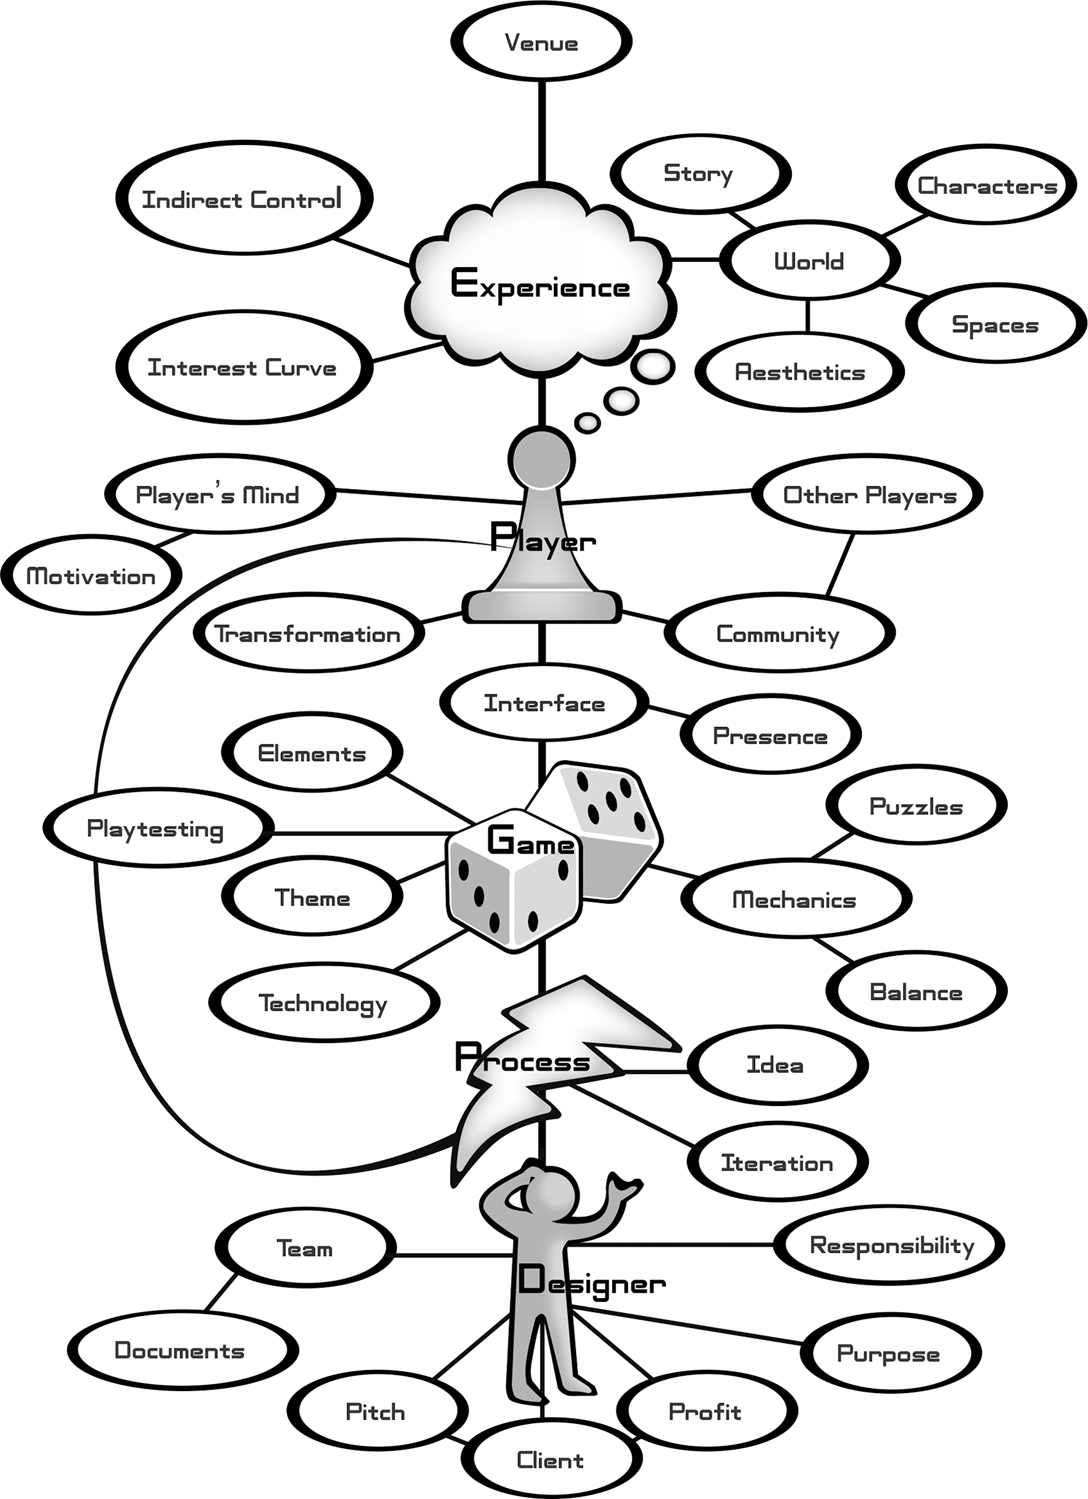 Venue
Story
Characters
Indirect Control
World
Experience
Spaces
Interest Curve
Aesthetics
Player's Mind
Other Players
Player
Motivation
Transformation
Community
Interface
Presence
Elements
Puzzles
Playtesting
Game
Theme
Mechanics
Technology
Balance
Process
Idea
Iteration
Team
Responsibility
Designer
Documents
Purpose
Pitch
Profit
Client